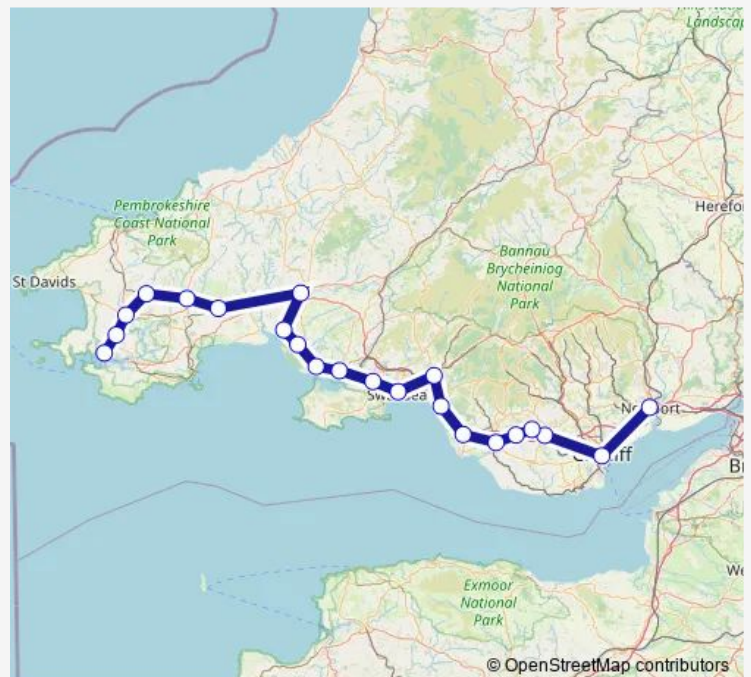 Landscap
Herefor
Pembrokeshire
Coast National
Park
Bannau
Brycheiniog
National
Park
St Davids
Swansea
Newport
Cardiff
Exmoor
National
Park
We
© OpenStreetMap contributors